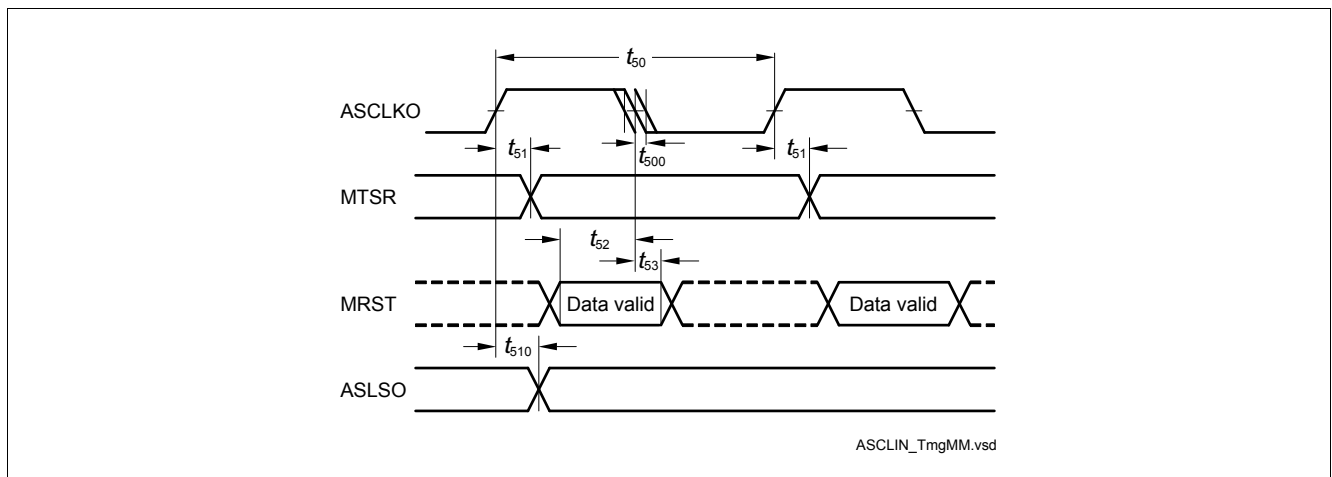 t50
ASCLKO
t51
t500
t51
MTSR
t52
t53
MRST
Data valid
Data valid
t510
ASLSO
ASCLIN_TmgMM.vsd